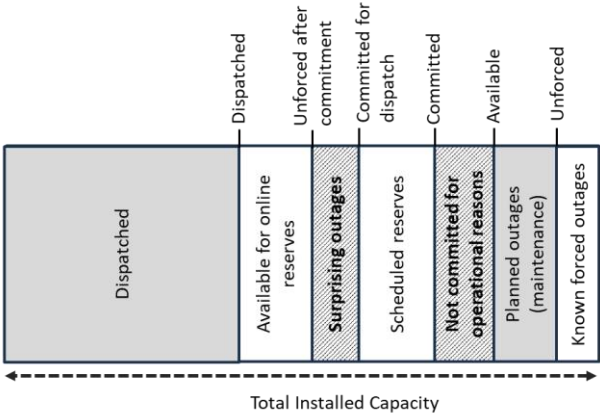 Dispatched
Unforced after
commitment
Committed for
dispatch
Committed
Available
Unforced
Dispatched
Available for online
reserves
Surprising outages
Scheduled reserves
Not committed for
operational reasons
Planned outages
(maintenance)
Known forced outages
Total Installed Capacity